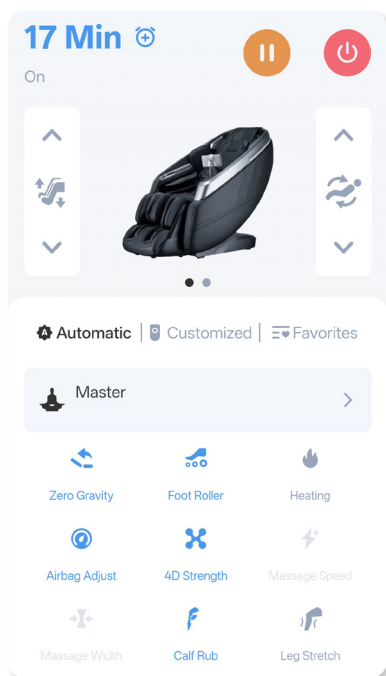 17 Min
On
Automatic Customized Favorites
Master
Zero Gravity Foot Roller Heating
Airbag Adjust 4D Strength Massage Speed
Massage Width Calf Rub Leg Stretch